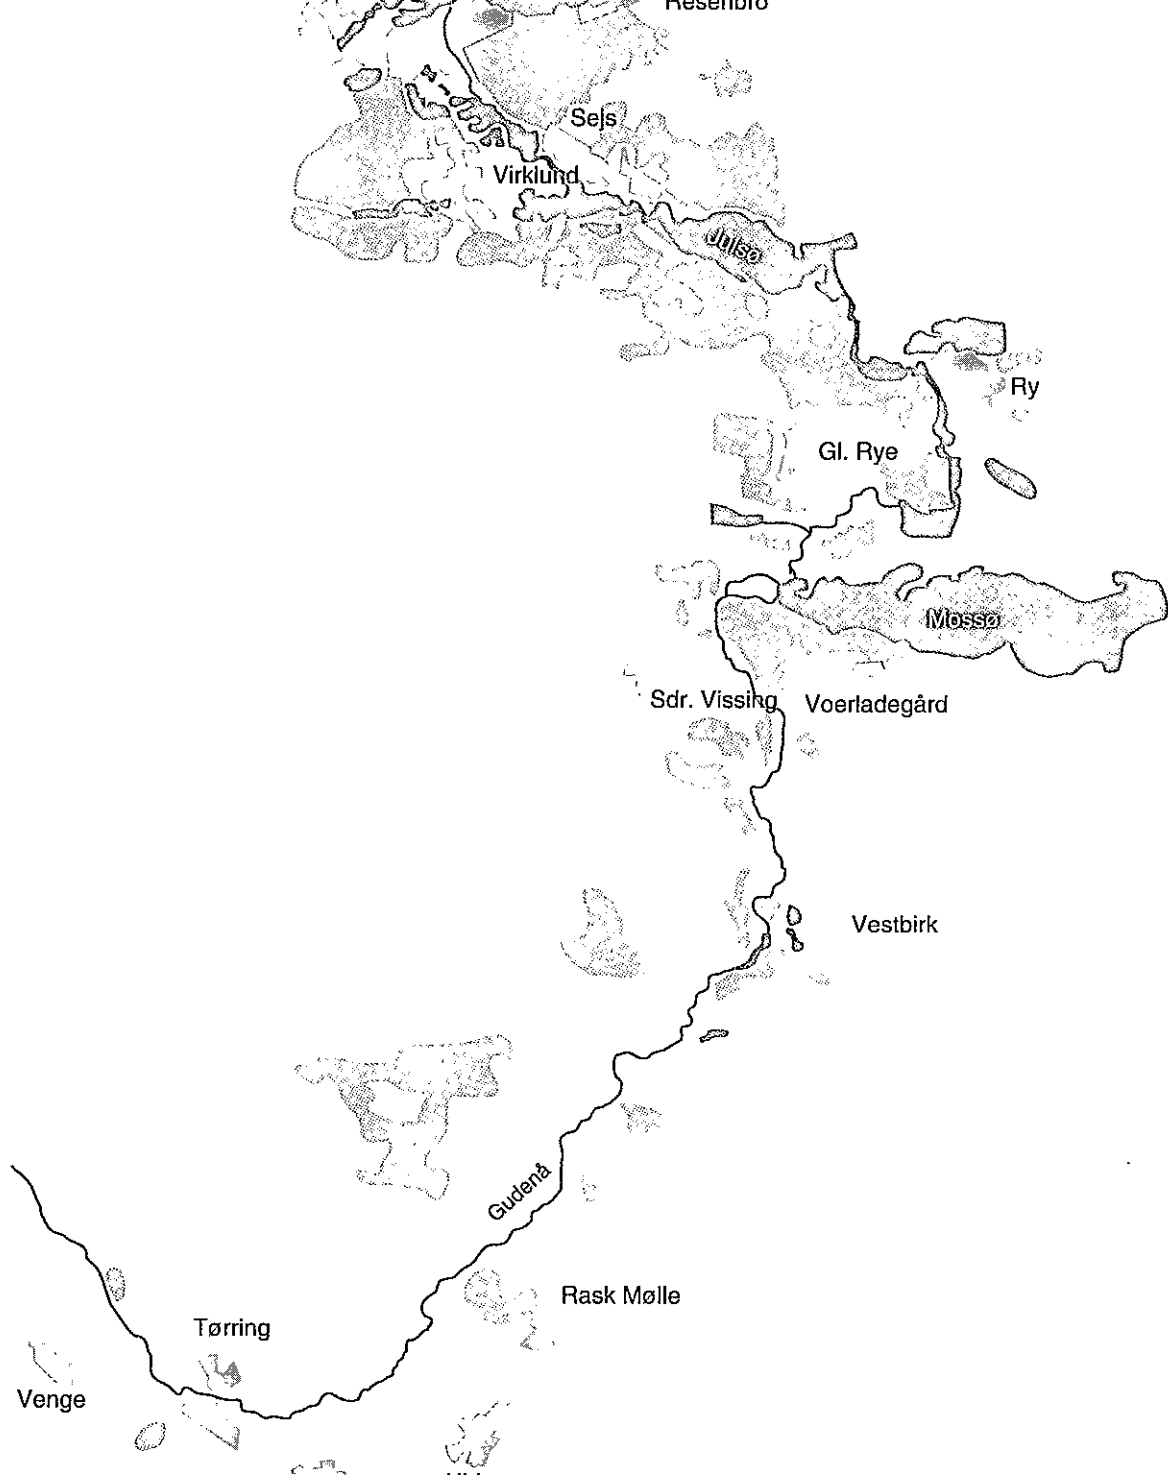 Resenbro
Sejs
Virklund
Julsø
Ry
Gl. Rye
Mossø
Sdr. Vissing
Voerladegård
Vestbirk
Gudenå
Rask Mølle
Tørring
Venge